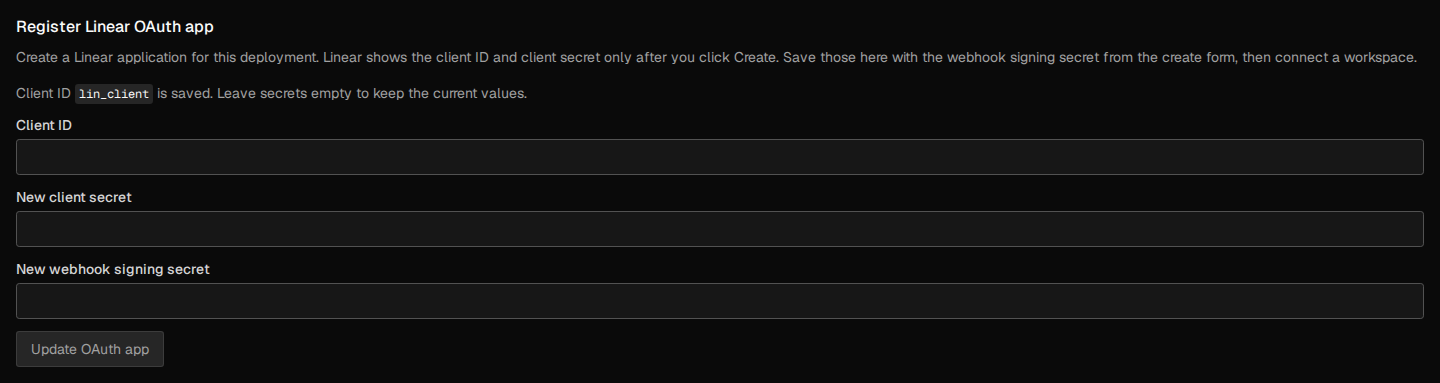 Register Linear OAuth app
Create a Linear application for this deployment. Linear shows the client ID and client secret only after you click Create. Save those here with the webhook signing secret from the create form, then connect a workspace.
Client ID lin_client is saved. Leave secrets empty to keep the current values.
Client ID
New client secret
New webhook signing secret
Update OAuth app